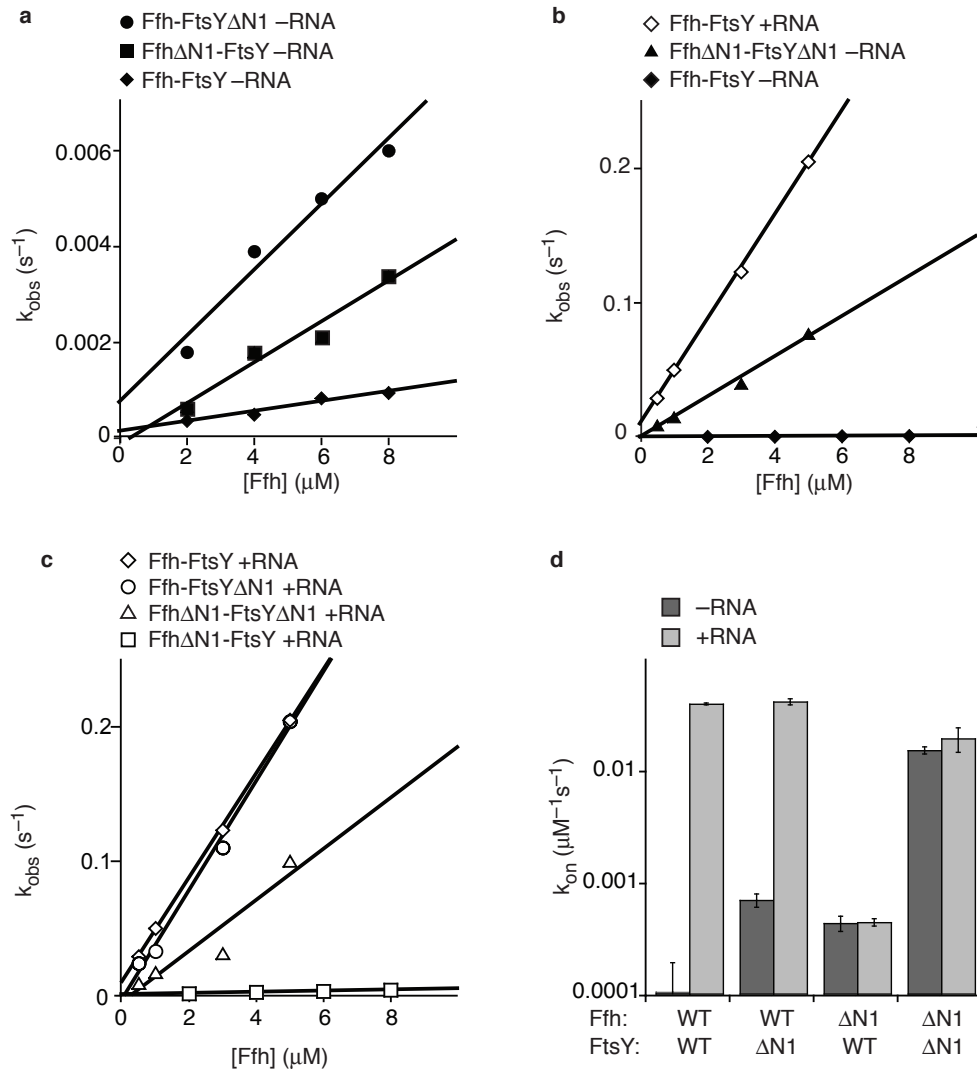 a
Ffh-FtsYΔN1 –RNA
FfhΔN1-FtsY –RNA
Ffh-FtsY –RNA
0.006
0.004
0.002
0
k_obs (s⁻¹)
0 2 4 6 8
[Ffh] (μM)
b
Ffh-FtsY +RNA
FfhΔN1-FtsYΔN1 –RNA
Ffh-FtsY –RNA
0.2
0.1
0
k_obs (s⁻¹)
0 2 4 6 8
[Ffh] (μM)
c
Ffh-FtsY +RNA
Ffh-FtsYΔN1 +RNA
FfhΔN1-FtsYΔN1 +RNA
FfhΔN1-FtsY +RNA
0.2
0.1
0
k_obs (s⁻¹)
0 2 4 6 8
[Ffh] (μM)
d
–RNA
+RNA
0.01
0.001
0.0001
k_on (μM⁻¹s⁻¹)
Ffh: WT WT ΔN1 ΔN1
FtsY: WT ΔN1 WT ΔN1